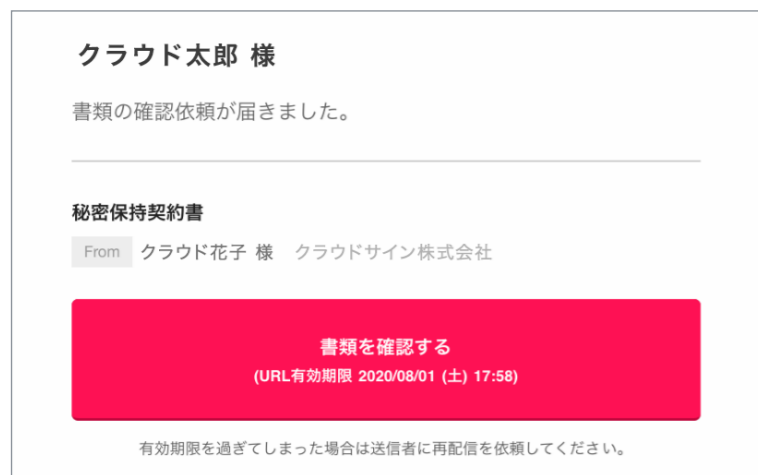 クラウド太郎 様
書類の確認依頼が届きました。
秘密保持契約書
From クラウド花子 様 クラウドサイン株式会社
書類を確認する
(URL有効期限 2020/08/01 (土) 17:58)
有効期限を過ぎてしまった場合は送信者に再配信を依頼してください。